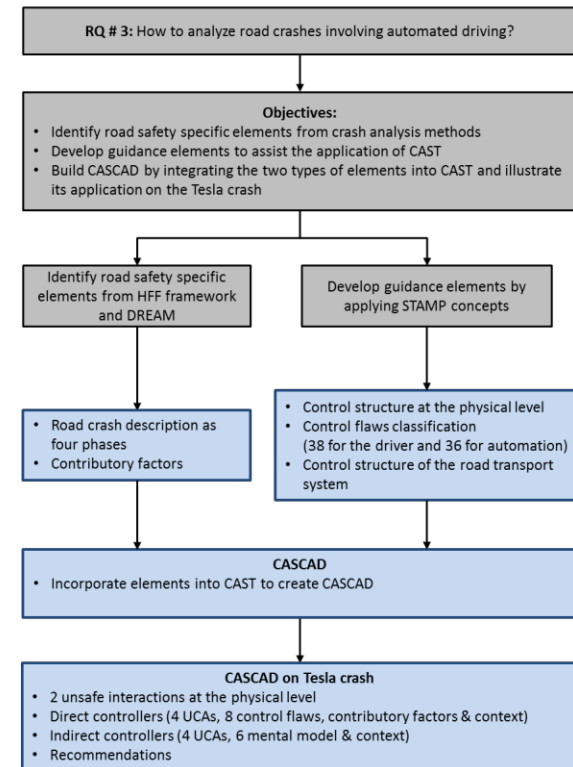 RQ # 3: How to analyze road crashes involving automated driving?
Objectives:
• Identify road safety specific elements from crash analysis methods
• Develop guidance elements to assist the application of CAST
• Build CASCAD by integrating the two types of elements into CAST and illustrate
its application on the Tesla crash
Identify road safety specific
elements from HFF framework
and DREAM
Develop guidance elements by
applying STAMP concepts
• Road crash description as
four phases
• Contributory factors
• Control structure at the physical level
• Control flaws classification
(38 for the driver and 36 for automation)
• Control structure of the road transport
system
CASCAD
• Incorporate elements into CAST to create CASCAD
CASCAD on Tesla crash
• 2 unsafe interactions at the physical level
• Direct controllers (4 UCAs, 8 control flaws, contributory factors & context)
• Indirect controllers (4 UCAs, 6 mental model & context)
• Recommendations